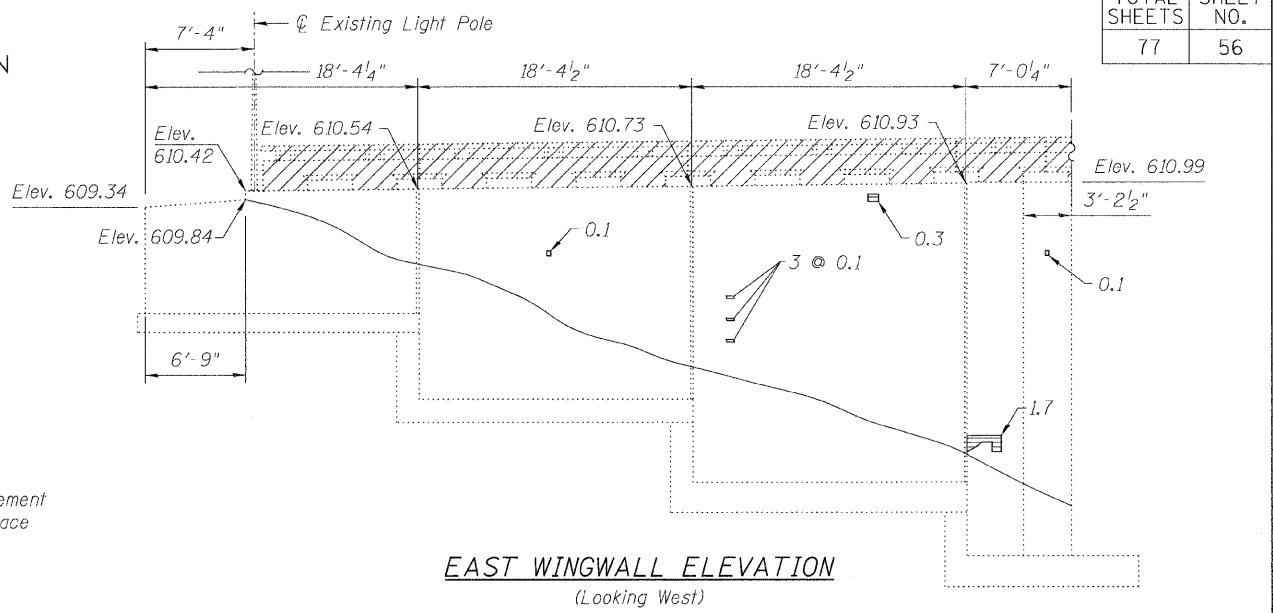 TOTAL SHEETS
SHEET NO.
77
56
N
7'-4"
℄ Existing Light Pole
18'-4¼"
18'-4½"
18'-4½"
7'-0¼"
Elev. 610.42
Elev. 610.54
Elev. 610.73
Elev. 610.93
Elev. 609.34
Elev. 610.99
3'-2½"
Elev. 609.84
0.1
0.3
3 @ 0.1
0.1
6'-9"
1.7
ement
ace
EAST WINGWALL ELEVATION
(Looking West)